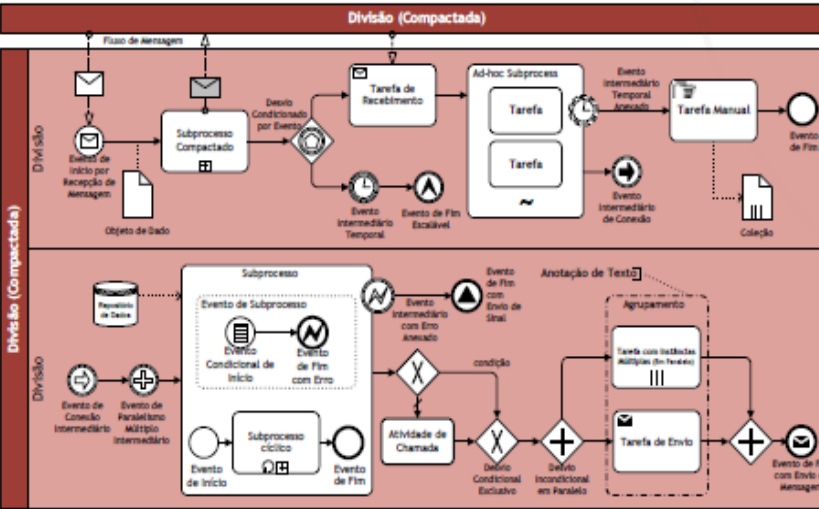 Divisão (Compactada)
Fluxo de Mensagem
Divisão (Compactada)
Divisão
Evento de
Início por
Recepção de
Mensagem
Objeto de Dado
Subprocesso
Compactado
Desvio
Condicionado
por Evento
Tarefa de
Recebimento
Evento
Intermediário
Temporal
Evento de Fim
Escalável
Ad-hoc Subprocess
Tarefa
Tarefa
~
Evento
Intermediário
Temporal
Anexado
Evento
Intermediário
de Conexão
Tarefa Manual
Coleção
Evento
de Fim
Divisão
Repositório
de Dados
Evento de
Conexão
Intermediário
Evento de
Paralelismo
Múltiplo
Intermediário
Subprocesso
Evento de Subprocesso
Evento
Condicional de
Início
Evento
de Fim
com Erro
Evento
de Início
Subprocesso
cíclico
Evento
de Fim
Evento
Intermediário
com Erro
Anexado
Evento
de Fim
com
Envio de
Sinal
X
condição
Atividade de
Chamada
X
Desvio
Condicional
Exclusivo
Desvio
Incondicional
em Paralelo
Anotação de Texto
Agrupamento
Tarefa com Instâncias
Múltiplas (Em Paralelo)
Tarefa de Envio
Evento de F
com Envio
Mensagem